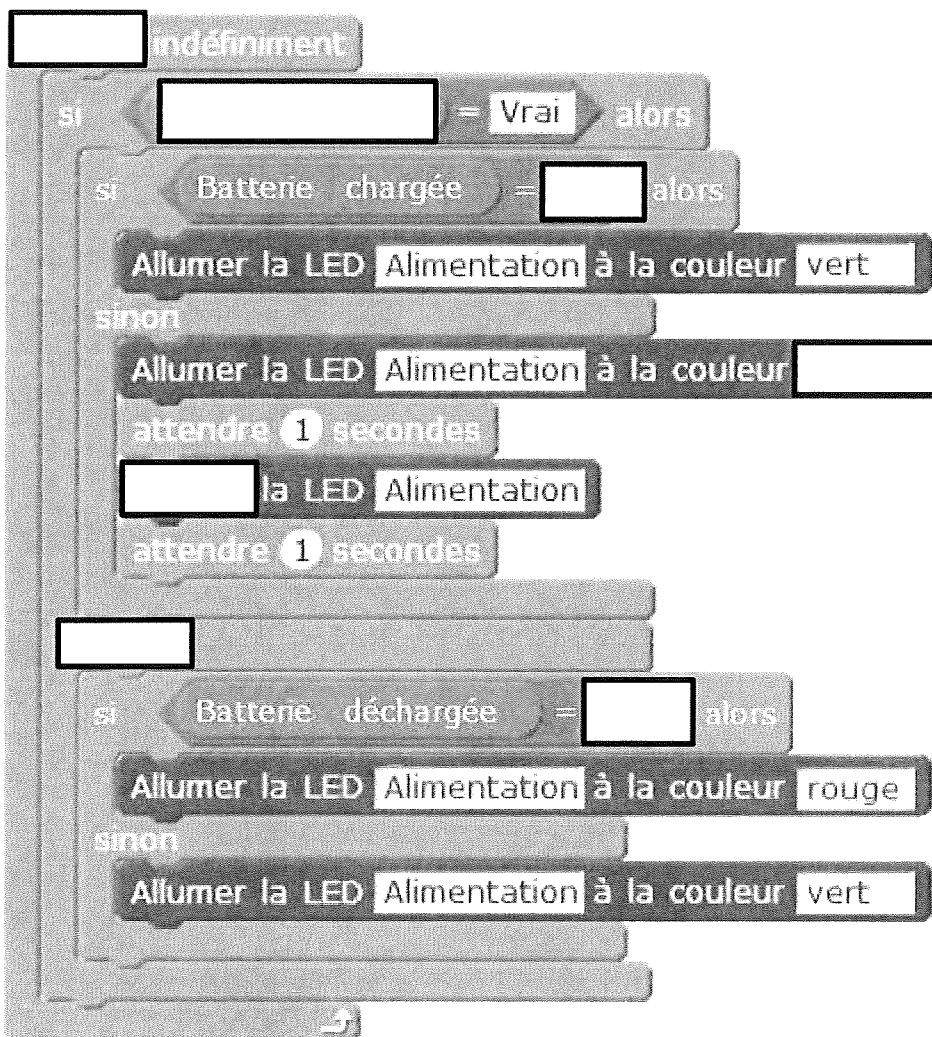 indéfiniment
si = Vrai alors
si Batterie chargée = alors
Allumer la LED Alimentation à la couleur vert
sinon
Allumer la LED Alimentation à la couleur
attendre 1 secondes
la LED Alimentation
attendre 1 secondes
si Batterie déchargée = alors
Allumer la LED Alimentation à la couleur rouge
sinon
Allumer la LED Alimentation à la couleur vert